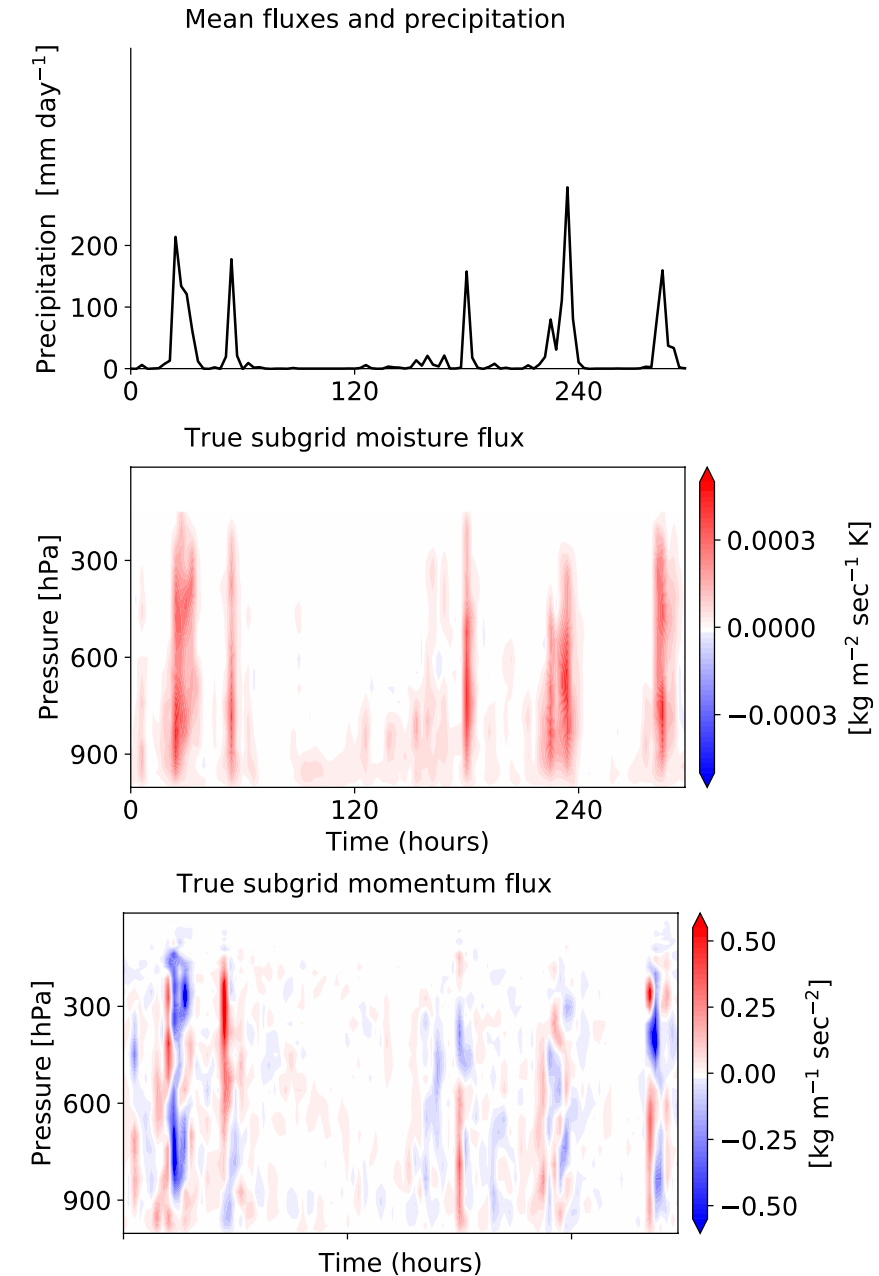 Mean fluxes and precipitation
Precipitation [mm day⁻¹]
200
100
0
0 120 240
True subgrid moisture flux
Pressure [hPa]
300
600
900
0 120 240
Time (hours)
0.0003
0.0000
−0.0003
[kg m⁻² sec⁻¹ K]
True subgrid momentum flux
Pressure [hPa]
300
600
900
Time (hours)
0.50
0.25
0.00
−0.25
−0.50
[kg m⁻¹ sec⁻²]